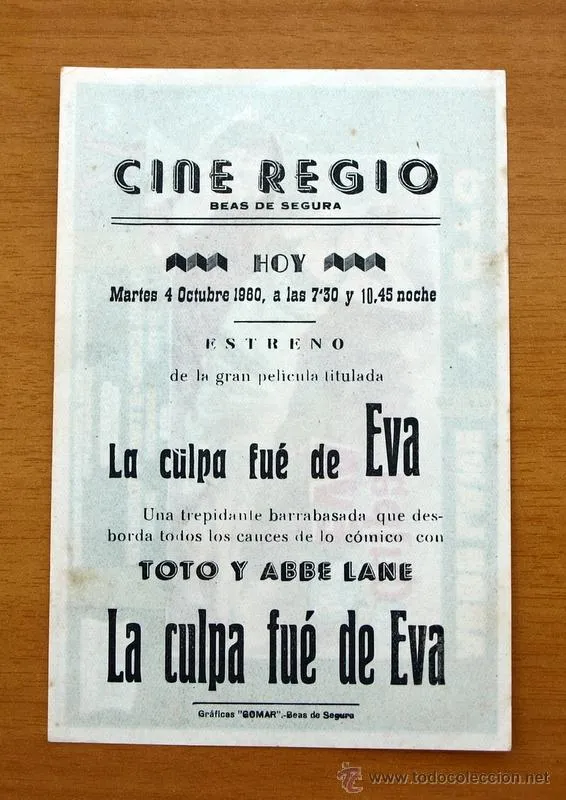 CINE REGIO
BEAS DE SEGURA
HOY
Martes 4 Octubre 1960, a las 7'30 y 10,45 noche
ESTRENO
de la gran pelicula titulada
La culpa fué de Eva
Una trepidante barrabasada que des-
borda todos los cauces de lo cómico con
TOTO Y ABBE LANE
La culpa fué de Eva
Gráficas "GOMAR".-Beas de Segura
www.todocoleccion.net